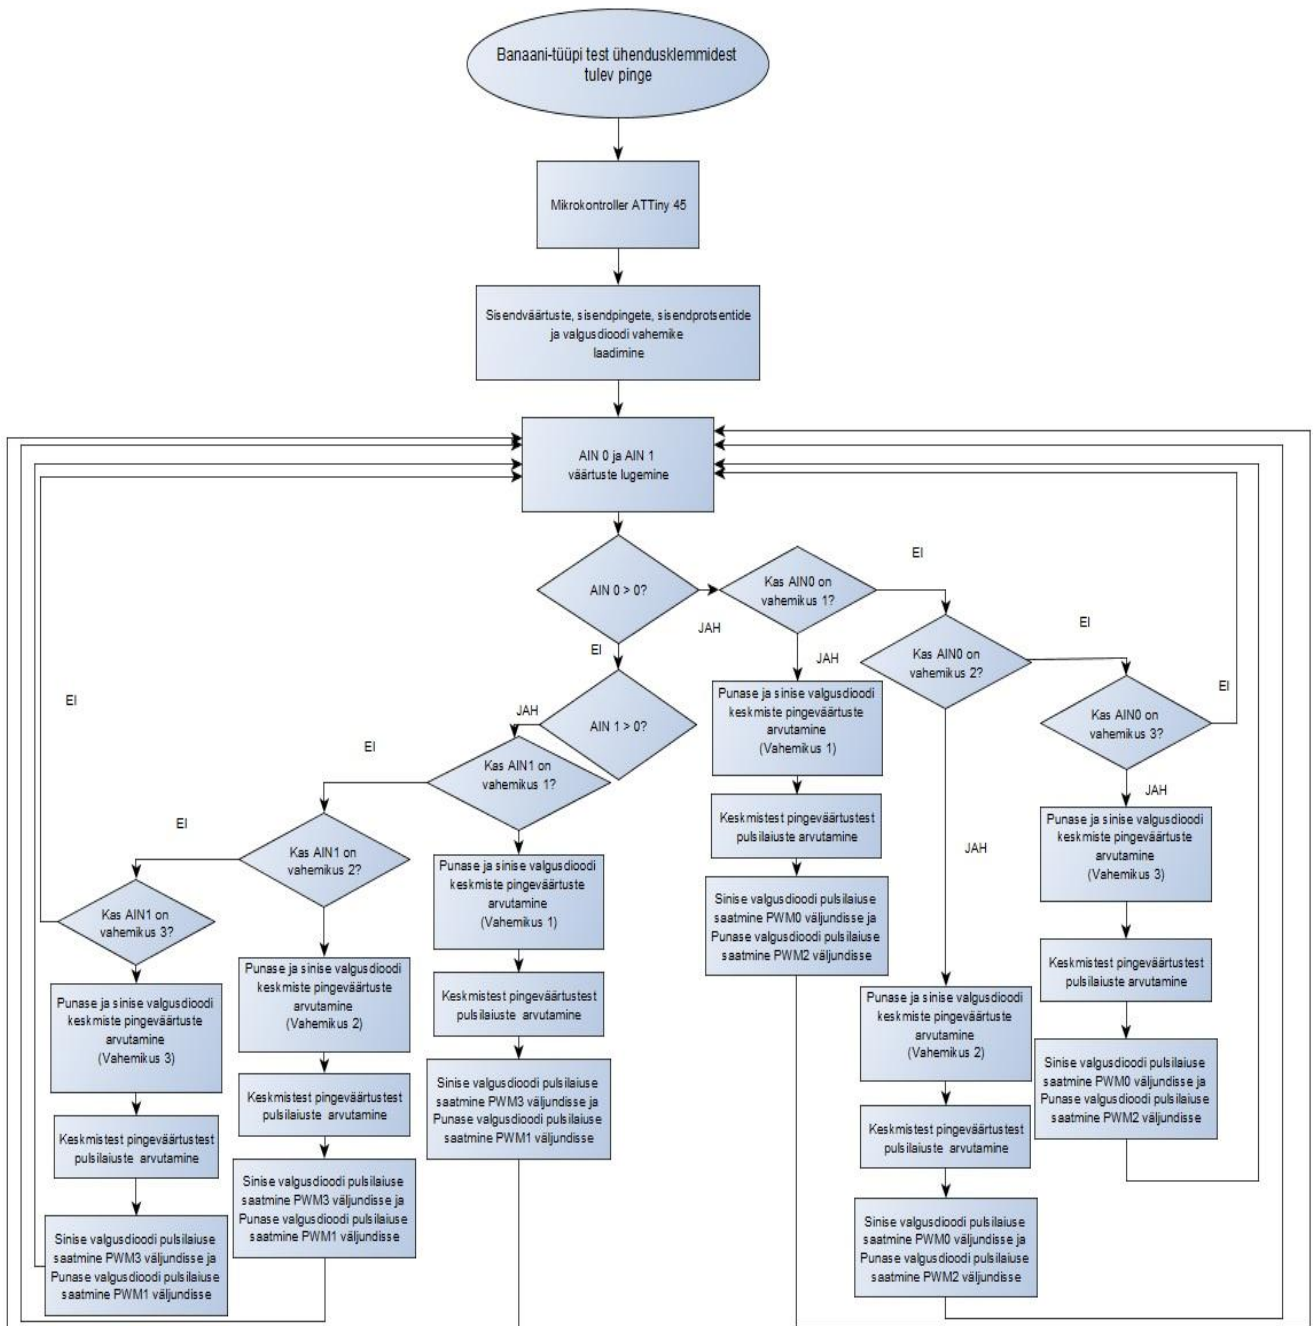 Banaani-tüüpi test ühendusklemmidest
tulev pinge
Mikrokontroller ATTiny 45
Sisendväärtuste, sisendpingete, sisendprotsentide
ja valgusdioodi vahemike
laadimine
AIN 0 ja AIN 1
väärtuste lugemine
AIN 0 > 0?
JAH
EI
Kas AIN0 on
vahemikus 1?
EI
JAH
Kas AIN0 on
vahemikus 2?
EI
JAH
Kas AIN0 on
vahemikus 3?
EI
JAH
Punase ja sinise valgusdioodi
keskmiste pingeväärtuste
arvutamine
(Vahemikus 1)
Keskmistest pingeväärtustest
pulsilaiuste arvutamine
Sinise valgusdioodi pulsilaiuse
saatmine PWM0 väljundisse ja
Punase valgusdioodi pulsilaiuse
saatmine PWM2 väljundisse
Punase ja sinise valgusdioodi
keskmiste pingeväärtuste
arvutamine
(Vahemikus 2)
Keskmistest pingeväärtustest
pulsilaiuste arvutamine
Sinise valgusdioodi pulsilaiuse
saatmine PWM0 väljundisse ja
Punase valgusdioodi pulsilaiuse
saatmine PWM2 väljundisse
Punase ja sinise valgusdioodi
keskmiste pingeväärtuste
arvutamine
(Vahemikus 3)
Keskmistest pingeväärtustest
pulsilaiuste arvutamine
Sinise valgusdioodi pulsilaiuse
saatmine PWM0 väljundisse ja
Punase valgusdioodi pulsilaiuse
saatmine PWM2 väljundisse
AIN 1 > 0?
JAH
Kas AIN1 on
vahemikus 1?
EI
Kas AIN1 on
vahemikus 2?
EI
Kas AIN1 on
vahemikus 3?
EI
Punase ja sinise valgusdioodi
keskmiste pingeväärtuste
arvutamine
(Vahemikus 1)
Keskmistest pingeväärtustest
pulsilaiuste arvutamine
Sinise valgusdioodi pulsilaiuse
saatmine PWM3 väljundisse ja
Punase valgusdioodi pulsilaiuse
saatmine PWM1 väljundisse
Punase ja sinise valgusdioodi
keskmiste pingeväärtuste
arvutamine
(Vahemikus 2)
Keskmistest pingeväärtustest
pulsilaiuste arvutamine
Sinise valgusdioodi pulsilaiuse
saatmine PWM3 väljundisse ja
Punase valgusdioodi pulsilaiuse
saatmine PWM1 väljundisse
Punase ja sinise valgusdioodi
keskmiste pingeväärtuste
arvutamine
(Vahemikus 3)
Keskmistest pingeväärtustest
pulsilaiuste arvutamine
Sinise valgusdioodi pulsilaiuse
saatmine PWM3 väljundisse ja
Punase valgusdioodi pulsilaiuse
saatmine PWM1 väljundisse